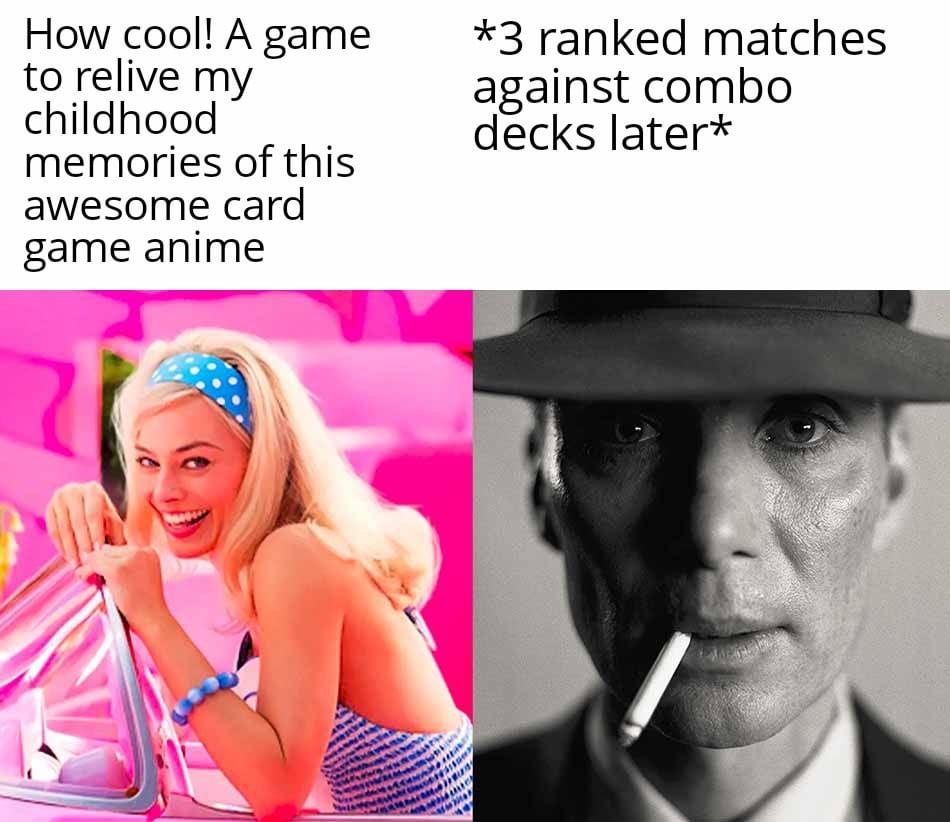 How cool! A game
to relive my
childhood
memories of this
awesome card
game anime
*3 ranked matches
against combo
decks later*